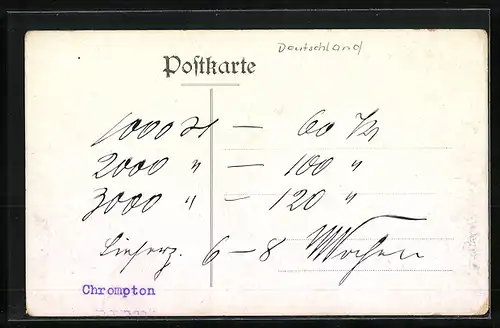 Deutschland
Postkarte
1000 St — 60 M
2000 " — 100 "
3000 " — 120 "
Lieferz. 6 – 8 Wochen
Chrompton